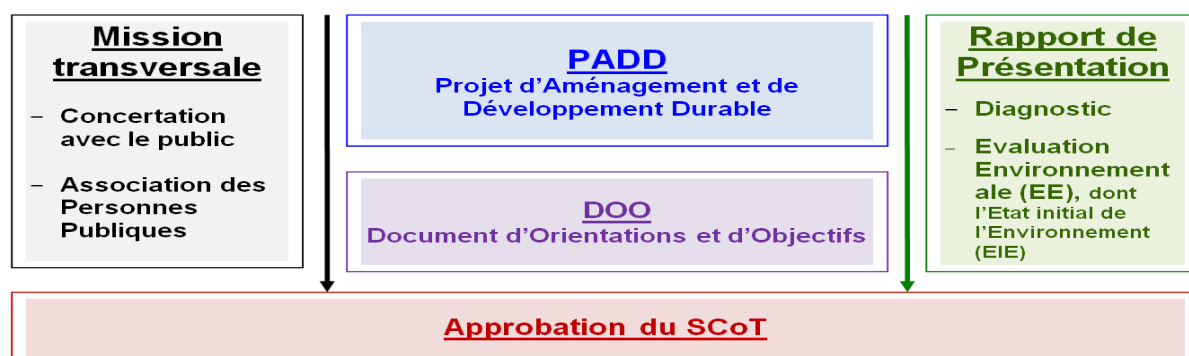 Mission
transversale
– Concertation
avec le public
– Association des
Personnes
Publiques
PADD
Projet d’Aménagement et de
Développement Durable
DOO
Document d’Orientations et d’Objectifs
Rapport de
Présentation
– Diagnostic
– Evaluation
Environnement
ale (EE), dont
l’Etat initial de
l’Environnement
(EIE)
Approbation du SCoT